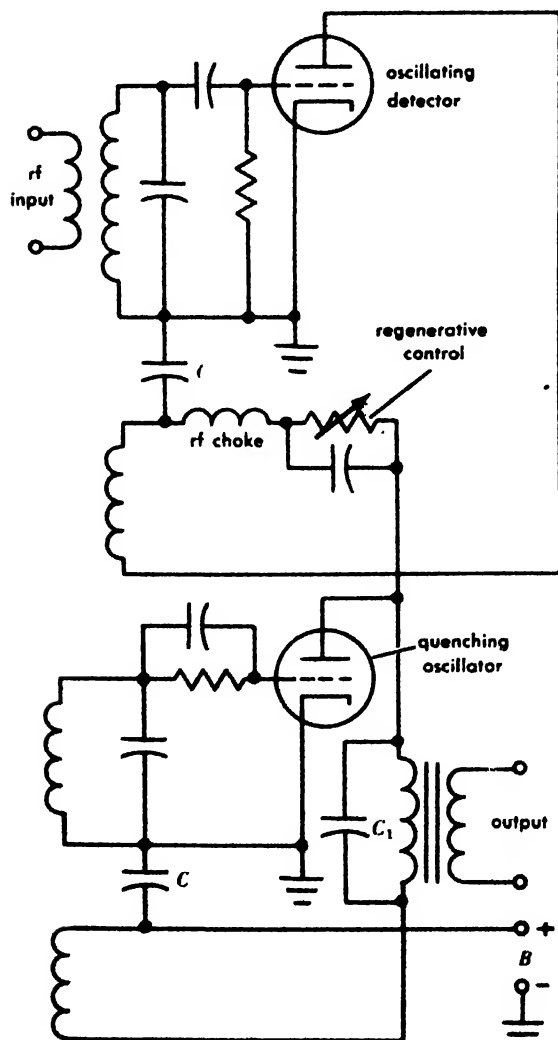 oscillating
detector
rf
input
regenerative
control
rf choke
quenching
oscillator
C₁
output
C
+
B
-